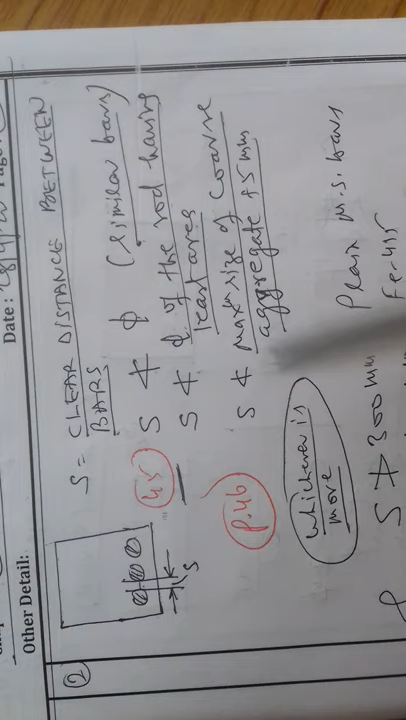 Date :
Other Detail:
②
S = CLEAR DISTANCE BETWEEN
BARS
S ≮ ϕ (similar bars)
45
S ≮ ϕ of the rod having
least area
S ≮ max^m size of coarse
aggregate + 5 mm
P.46
Whichever is
more
S
Plain M.S. bars
S ≯ 300 mm
Fe-415